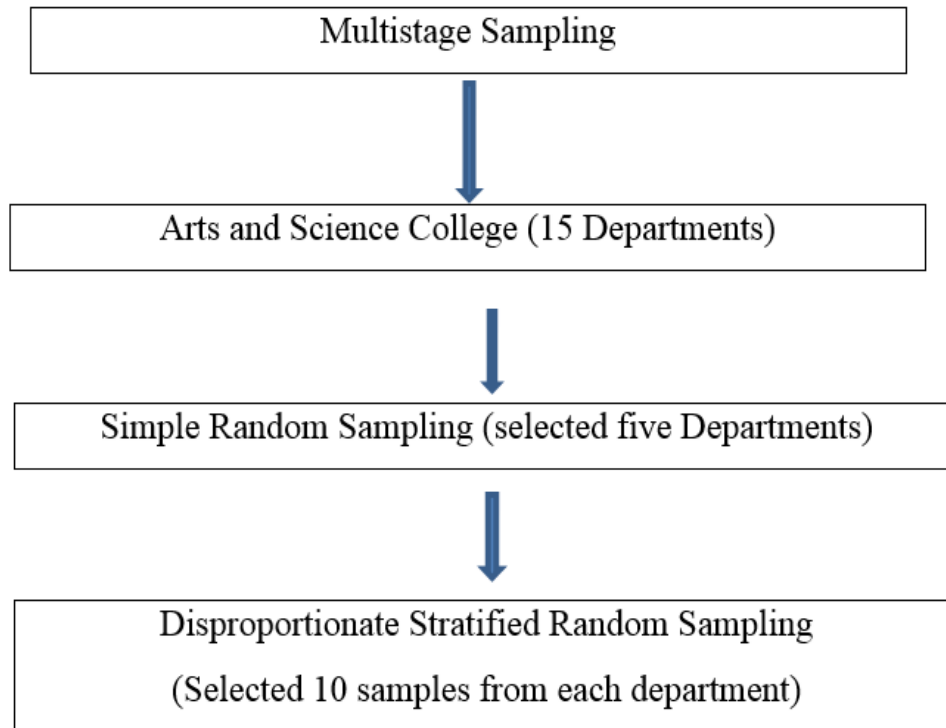 Multistage Sampling
Arts and Science College (15 Departments)
Simple Random Sampling (selected five Departments)
Disproportionate Stratified Random Sampling
(Selected 10 samples from each department)